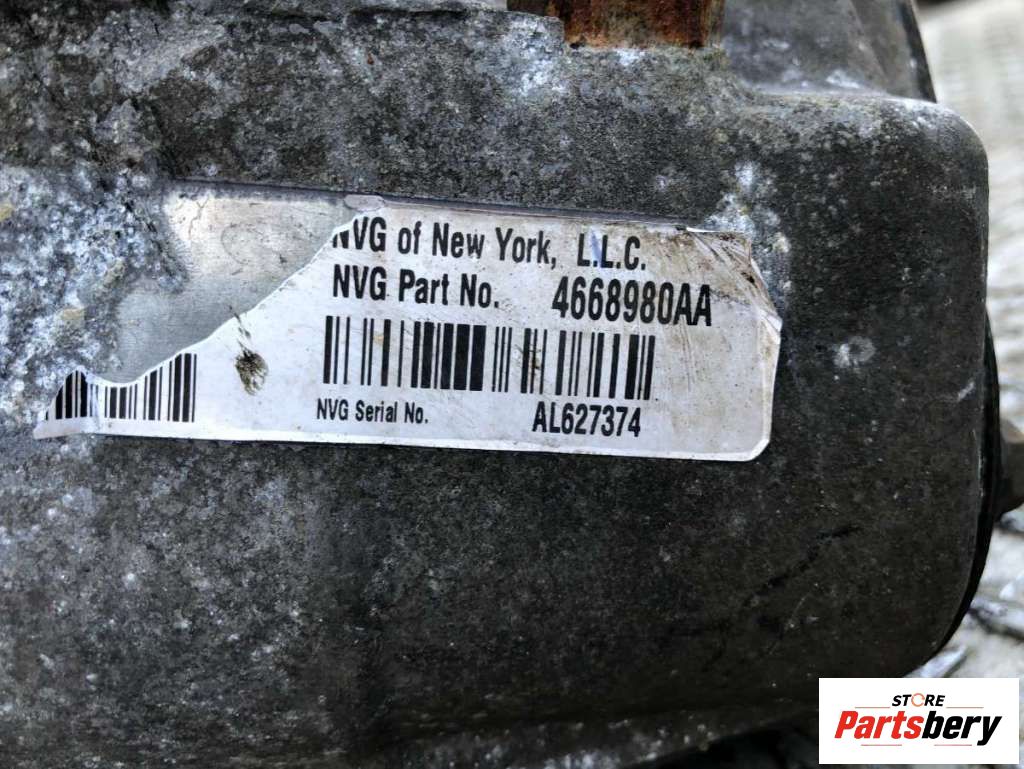 NVG of New York, L.L.C.
NVG Part No. 4668980AA
NVG Serial No. AL627374
STORE
Partsbery